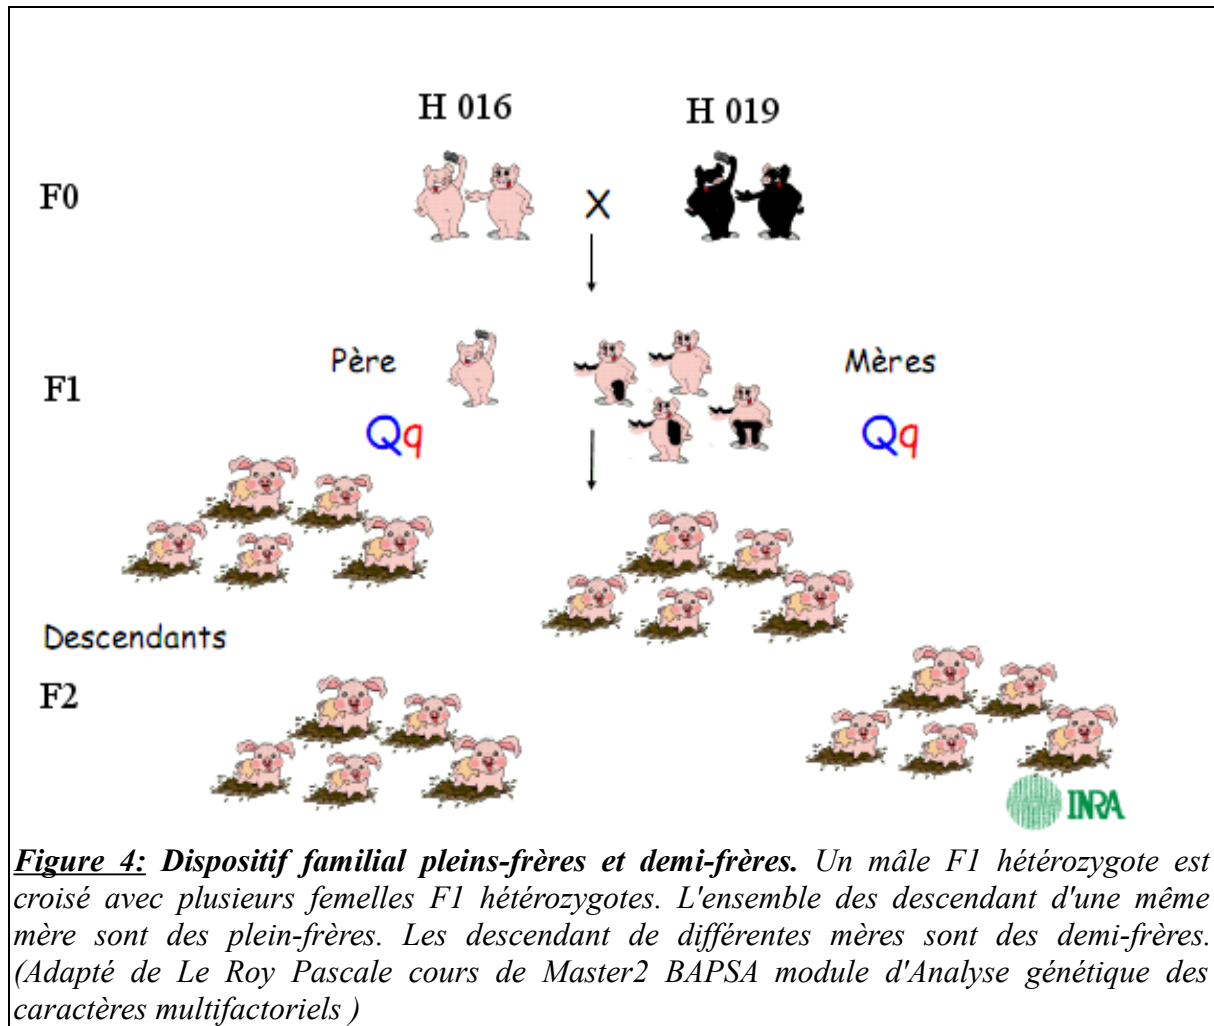 H 016
H 019
F0
X
F1
Père
Mères
Qq
Qq
Descendants
F2
INRA
Figure 4: Dispositif familial pleins-frères et demi-frères. Un mâle F1 hétérozygote est
croisé avec plusieurs femelles F1 hétérozygotes. L'ensemble des descendant d'une même
mère sont des plein-frères. Les descendant de différentes mères sont des demi-frères.
(Adapté de Le Roy Pascale cours de Master2 BAPSA module d'Analyse génétique des
caractères multifactoriels )